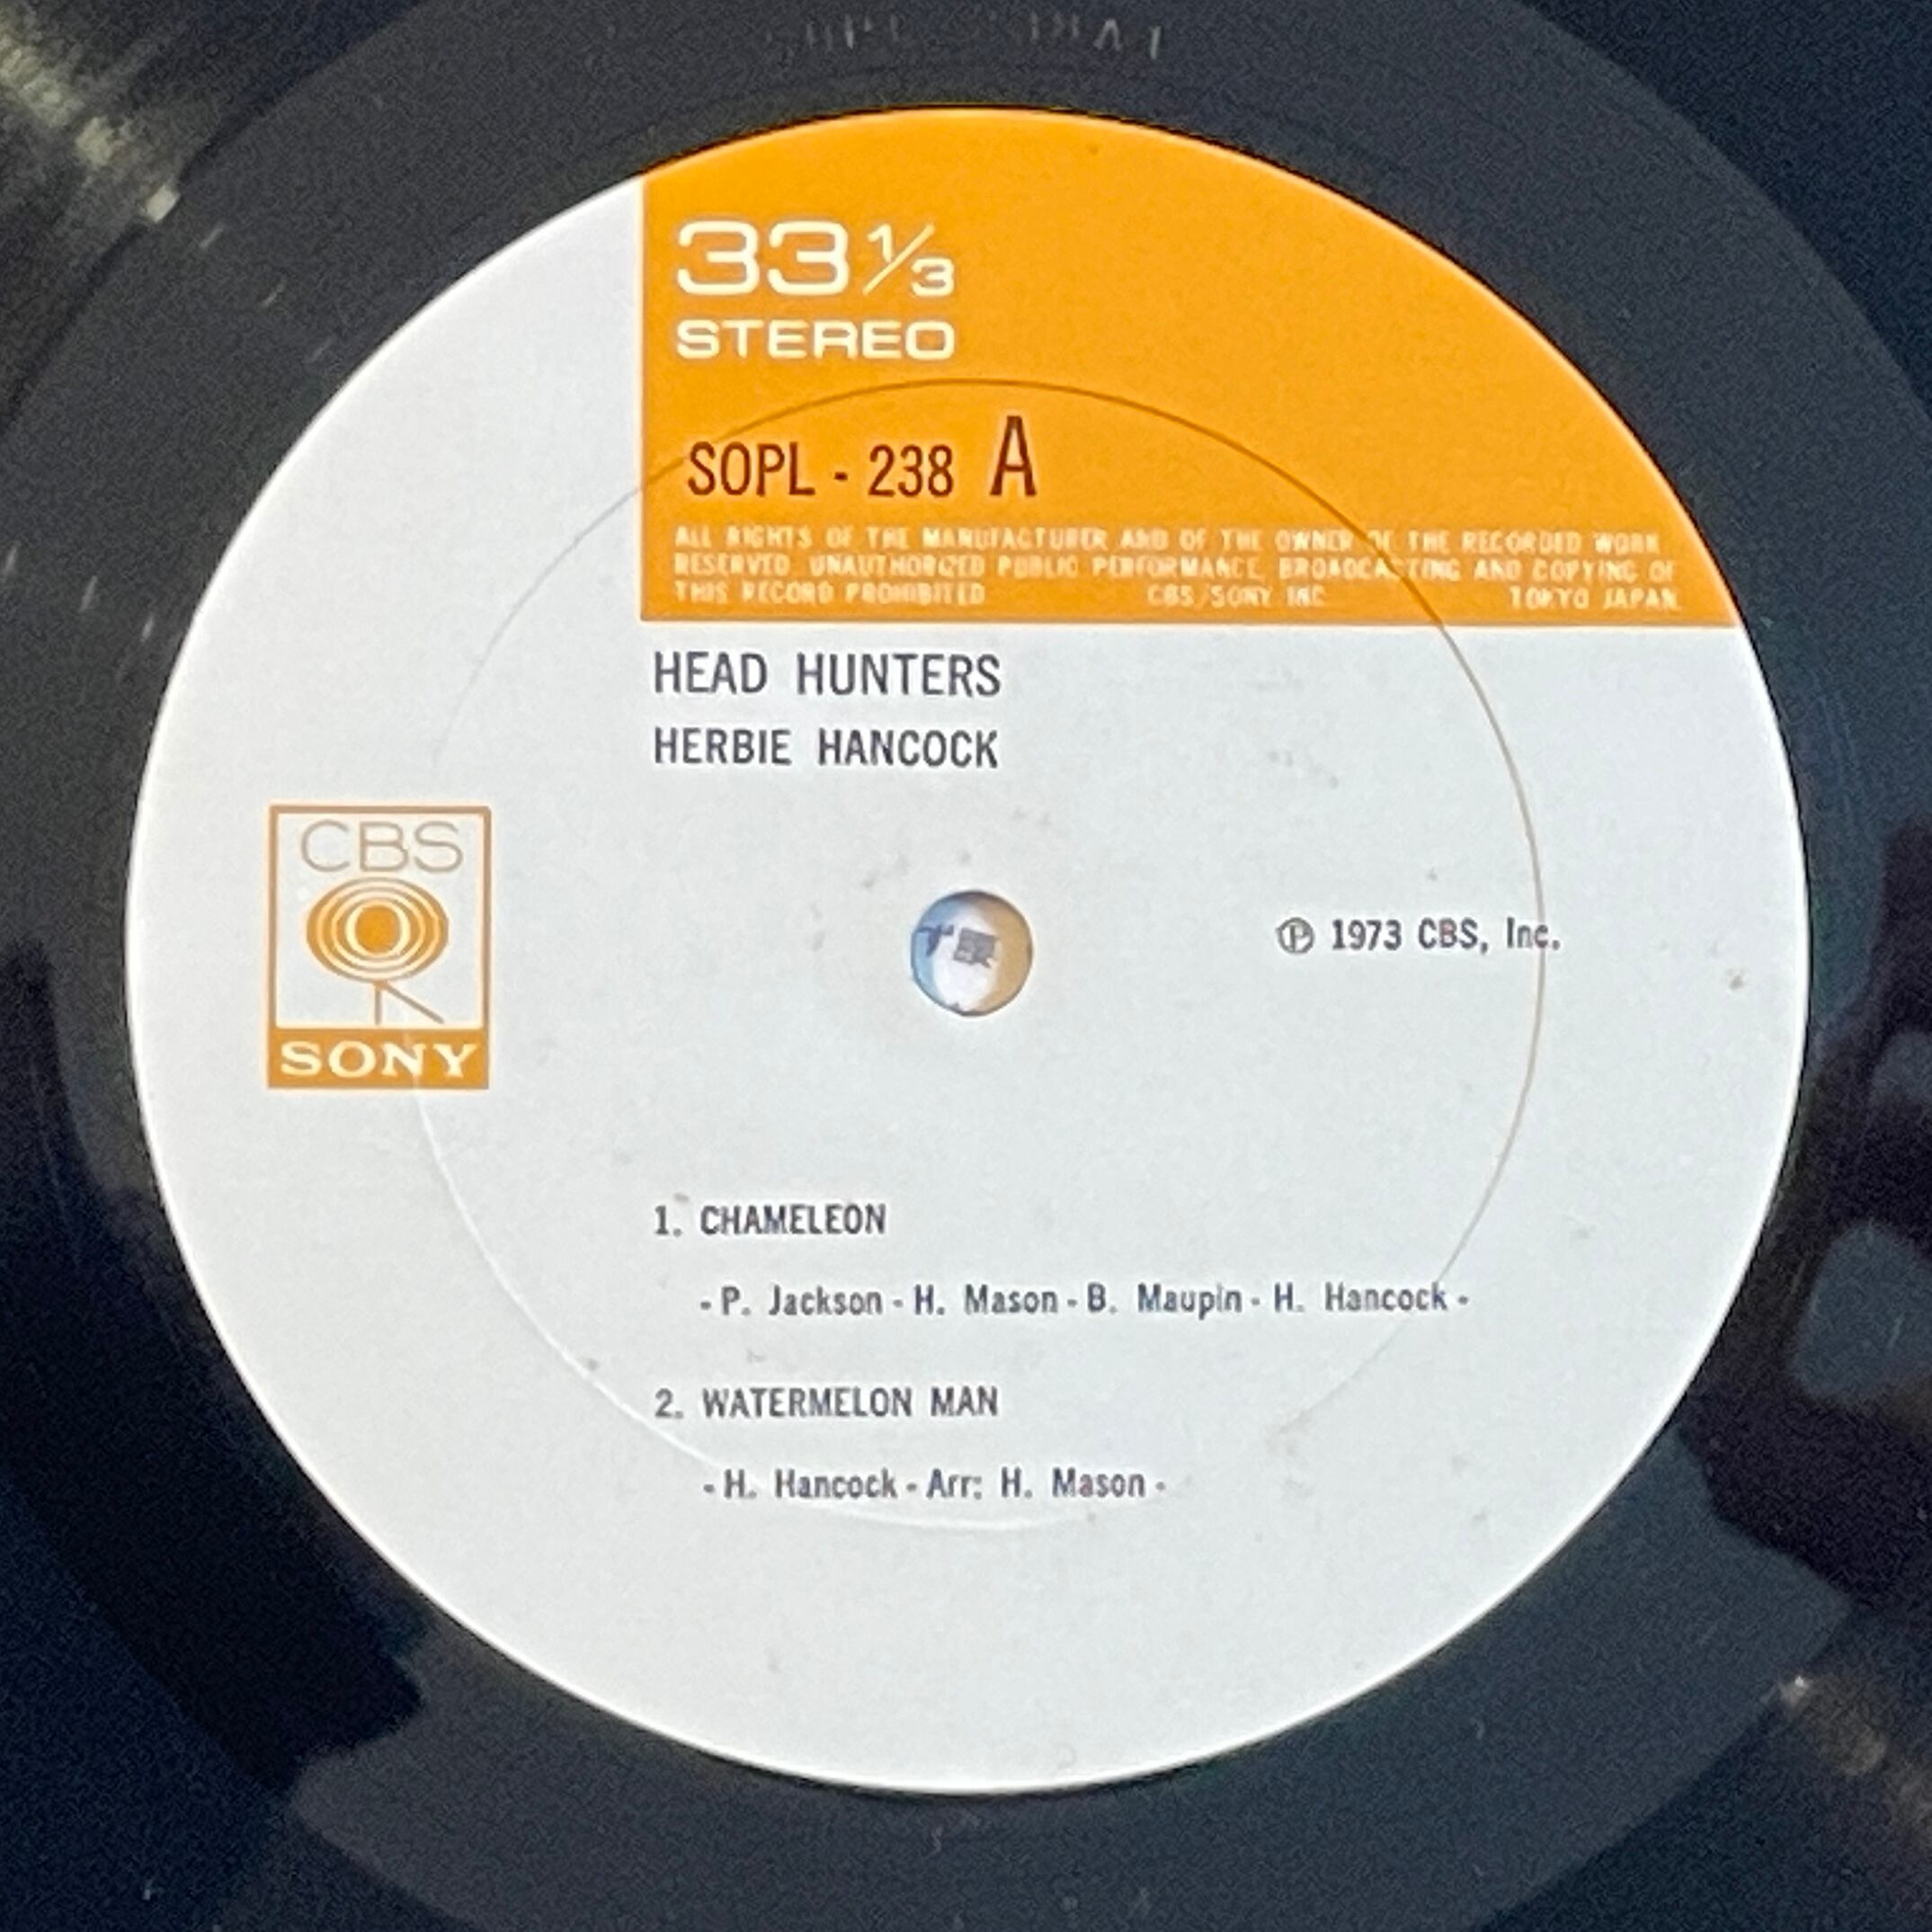 33 1/3
STEREO
SOPL - 238 A
ALL RIGHTS OF THE MANUFACTURER AND OF THE OWNER OF THE RECORDED WORK
RESERVED UNAUTHORIZED PUBLIC PERFORMANCE, BROADCASTING AND COPYING OF
THIS RECORD PROHIBITED CBS/SONY INC TOKYO JAPAN
HEAD HUNTERS
HERBIE HANCOCK
CBS
SONY
℗ 1973 CBS, Inc.
1. CHAMELEON
- P. Jackson - H. Mason - B. Maupin - H. Hancock -
2. WATERMELON MAN
- H. Hancock - Arr: H. Mason -